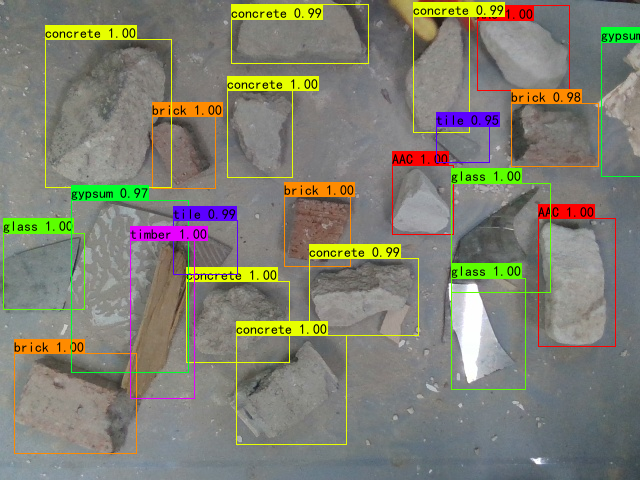 concrete 0.99
concrete 0.99
1.00
concrete 1.00
gypsum
concrete 1.00
brick 0.98
brick 1.00
tile 0.95
AAC 1.00
glass 1.00
gypsum 0.97
brick 1.00
AAC 1.00
tile 0.99
glass 1.00
timber 1.00
concrete 0.99
glass 1.00
concrete 1.00
concrete 1.00
brick 1.00